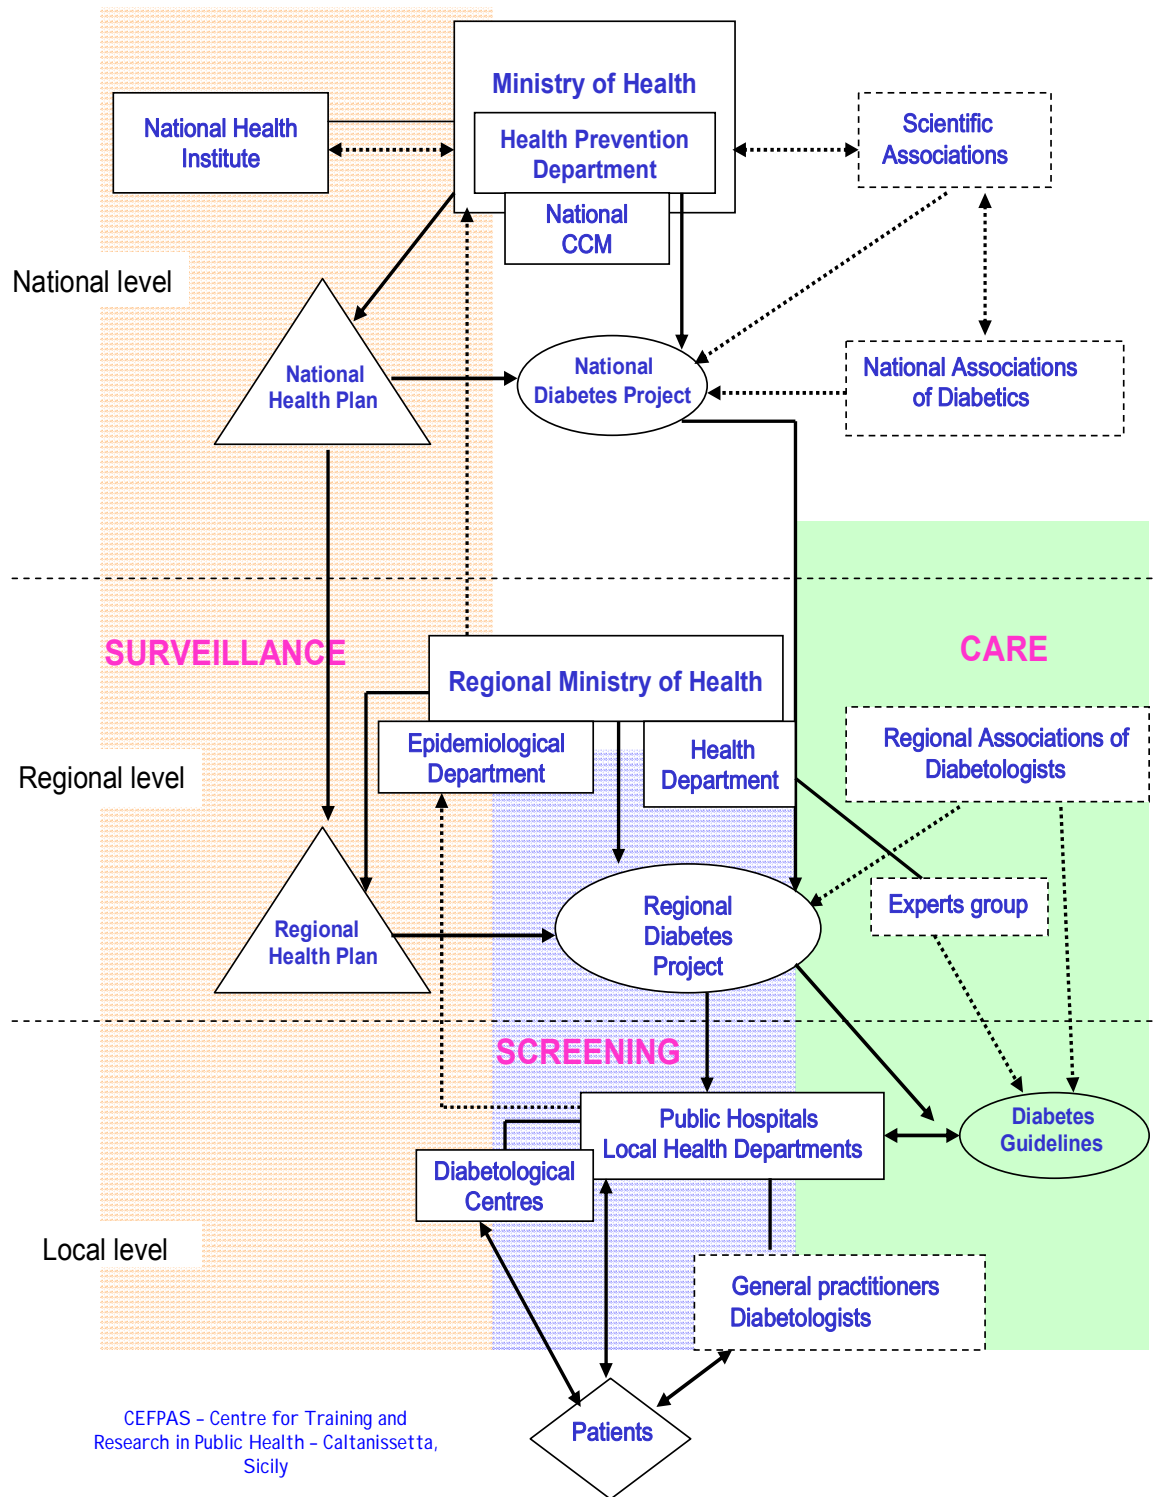 Ministry of Health
National Health
Institute
Health Prevention
Department
Scientific
Associations
National
CCM
National level
National
Health Plan
National
Diabetes Project
National Associations
of Diabetics
SURVEILLANCE
CARE
Regional Ministry of Health
Epidemiological
Department
Health
Department
Regional Associations of
Diabetologists
Regional level
Regional
Health Plan
Regional
Diabetes
Project
Experts group
SCREENING
Public Hospitals
Local Health Departments
Diabetes
Guidelines
Diabetological
Centres
Local level
General practitioners
Diabetologists
Patients
CEFPAS – Centre for Training and
Research in Public Health – Caltanissetta,
Sicily